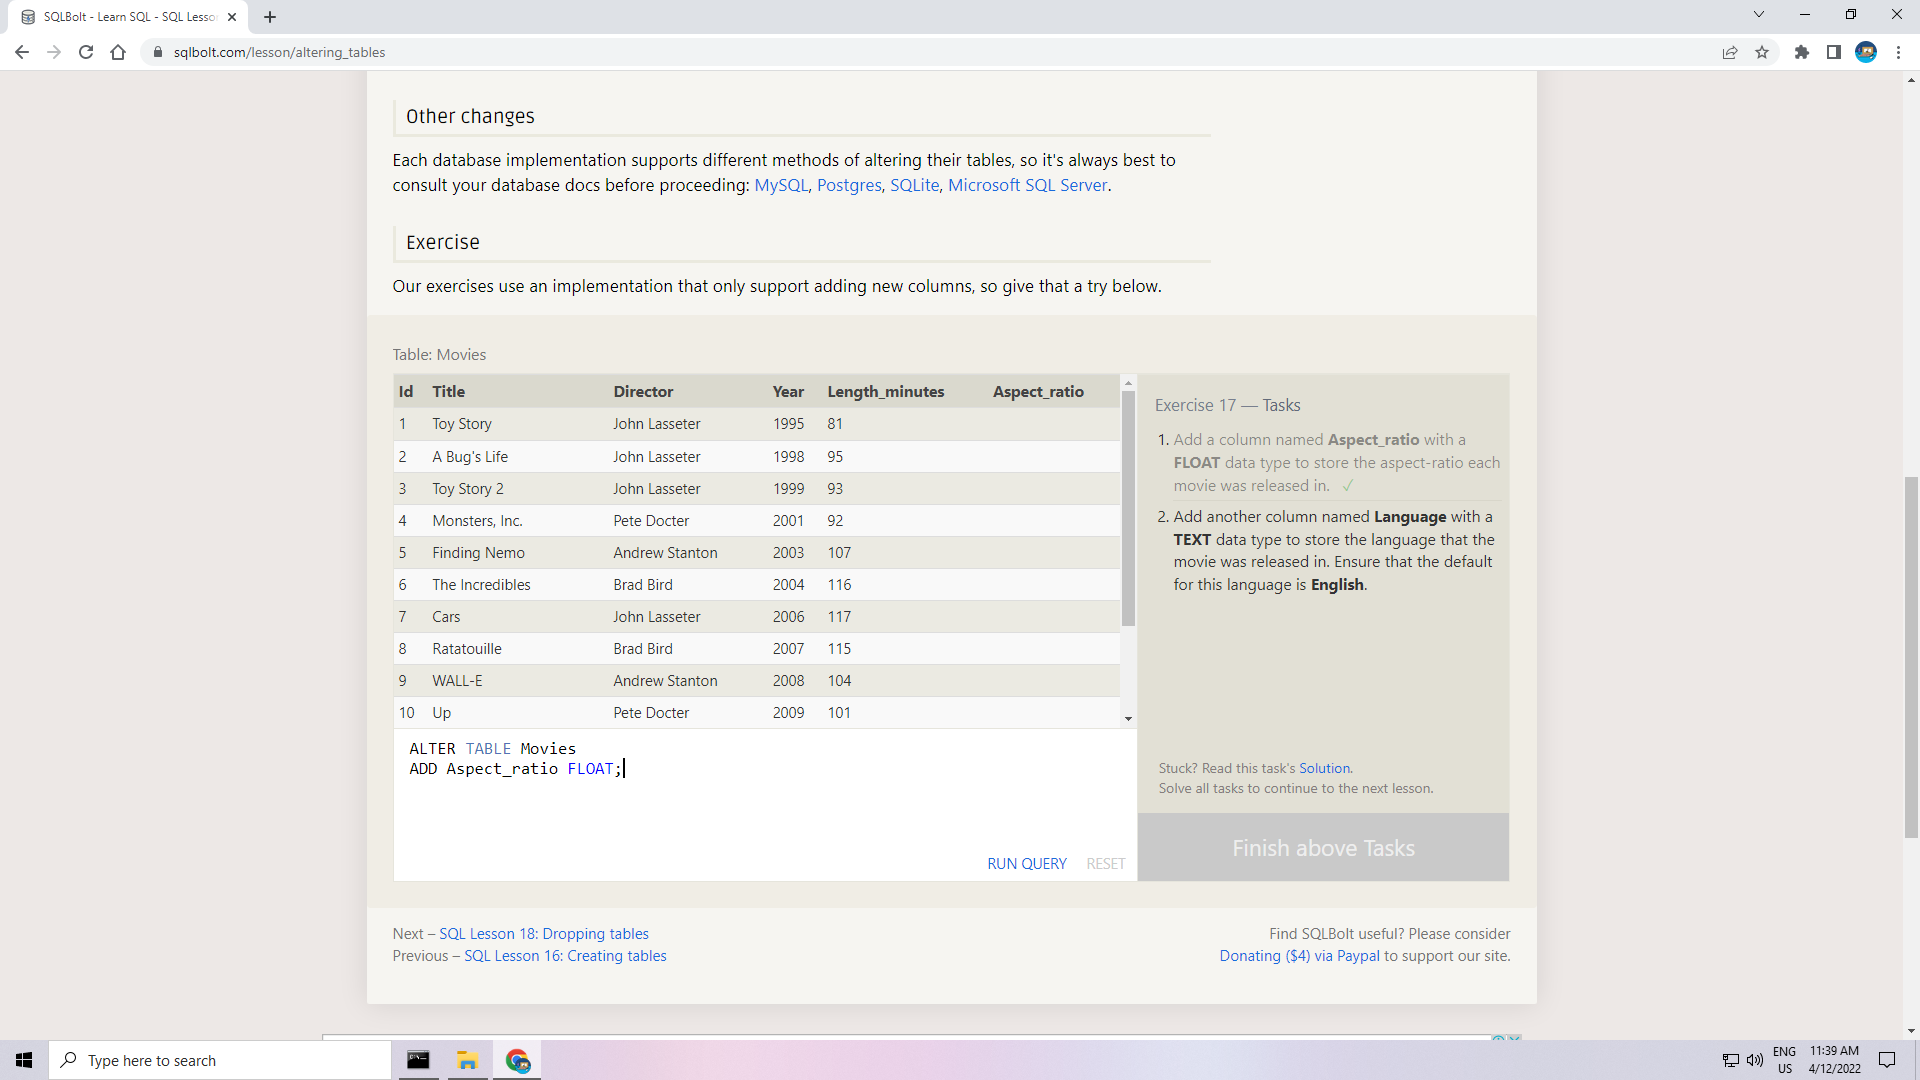 SQLBolt - Learn SQL - SQL Lesso
sqlbolt.com/lesson/altering_tables
Other changes
Each database implementation supports different methods of altering their tables, so it's always best to
consult your database docs before proceeding: MySQL, Postgres, SQLite, Microsoft SQL Server.
Exercise
Our exercises use an implementation that only support adding new columns, so give that a try below.
Table: Movies
Id Title Director Year Length_minutes Aspect_ratio
1 Toy Story John Lasseter 1995 81
2 A Bug's Life John Lasseter 1998 95
3 Toy Story 2 John Lasseter 1999 93
4 Monsters, Inc. Pete Docter 2001 92
5 Finding Nemo Andrew Stanton 2003 107
6 The Incredibles Brad Bird 2004 116
7 Cars John Lasseter 2006 117
8 Ratatouille Brad Bird 2007 115
9 WALL-E Andrew Stanton 2008 104
10 Up Pete Docter 2009 101
ALTER TABLE Movies
ADD Aspect_ratio FLOAT;
RUN QUERY RESET
Exercise 17 — Tasks
1. Add a column named Aspect_ratio with a
FLOAT data type to store the aspect-ratio each
movie was released in. ✓
2. Add another column named Language with a
TEXT data type to store the language that the
movie was released in. Ensure that the default
for this language is English.
Stuck? Read this task's Solution.
Solve all tasks to continue to the next lesson.
Finish above Tasks
Next – SQL Lesson 18: Dropping tables
Previous – SQL Lesson 16: Creating tables
Find SQLBolt useful? Please consider
Donating ($4) via Paypal to support our site.
Type here to search
ENG
US
11:39 AM
4/12/2022